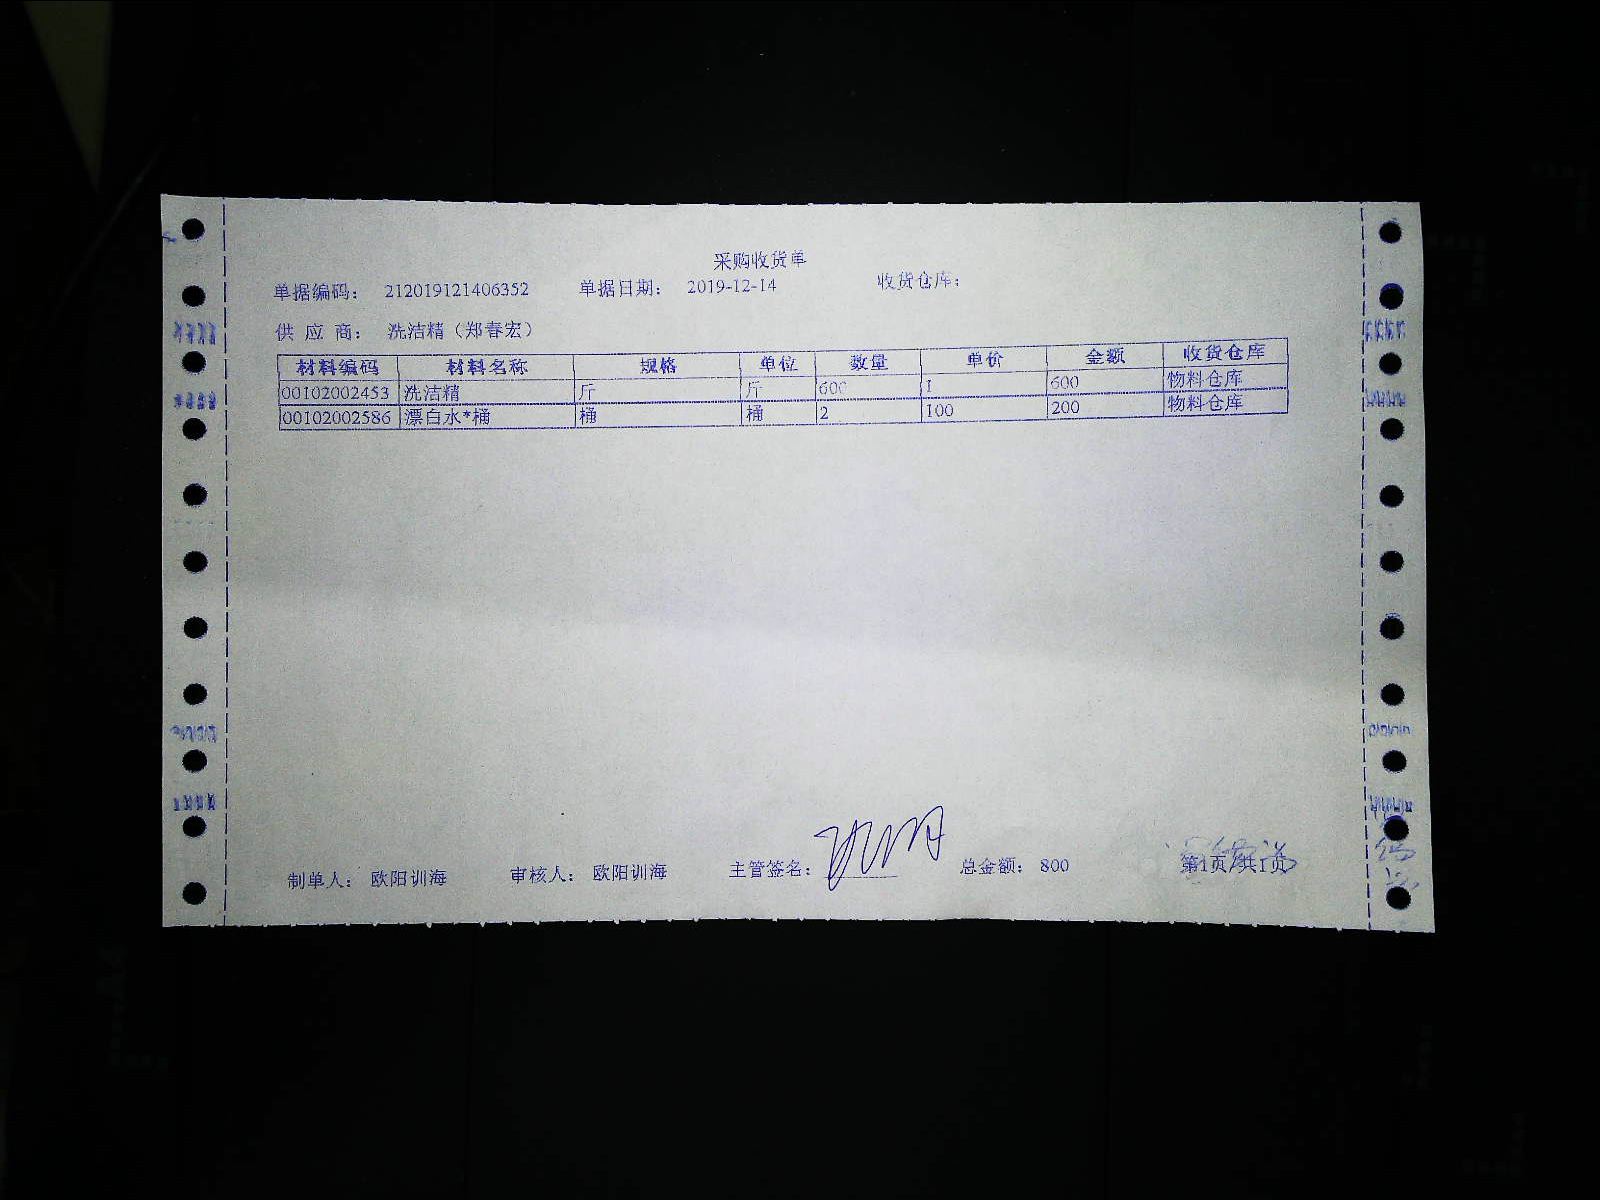 采购收货单
单据编码: 212019121406352 单据日期: 2019-12-14 收货仓库:
供 应 商: 洗洁精（郑春宏）
材料编码 材料名称 规格 单位 数量 单价 金额 收货仓库
00102002453 洗洁精 斤 斤 600 1 600 物料仓库
00102002586 漂白水*桶 桶 桶 2 100 200 物料仓库
制单人: 欧阳训海 审核人: 欧阳训海 主管签名: 总金额: 800 第1页/共1页